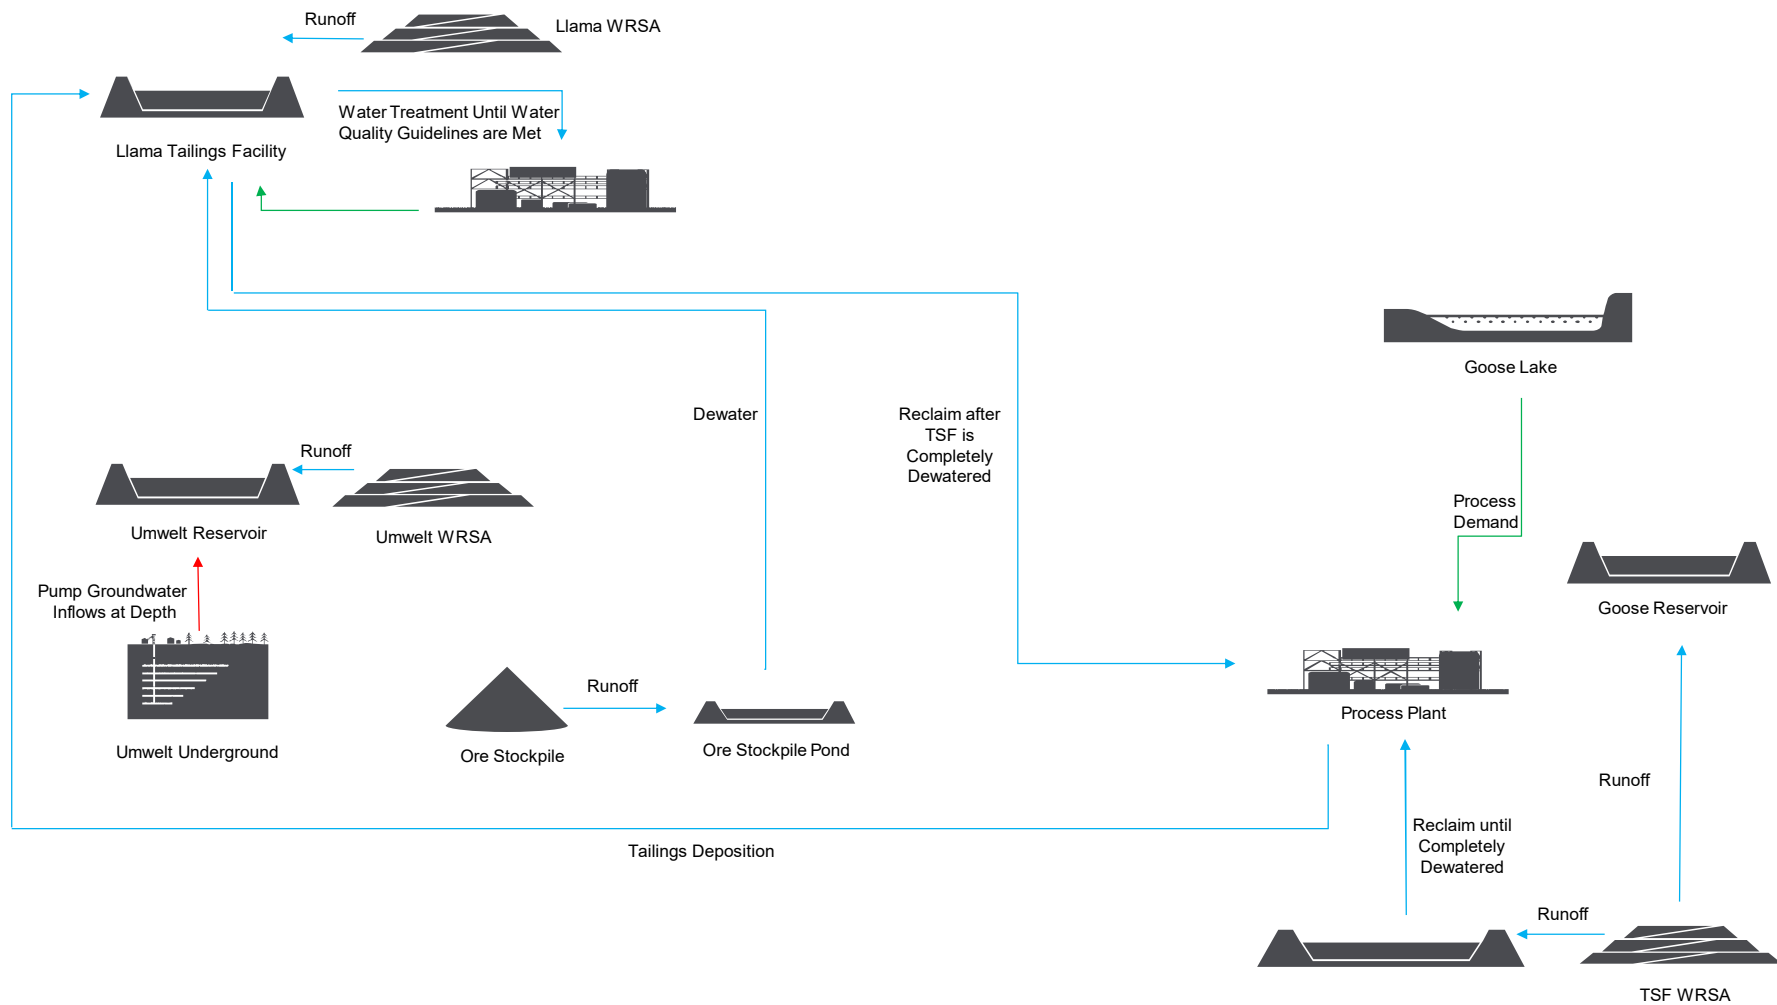 Runoff
Llama WRSA
Water Treatment Until Water
Quality Guidelines are Met
Llama Tailings Facility
Goose Lake
Dewater
Reclaim after
TSF is
Completely
Dewatered
Runoff
Umwelt Reservoir
Umwelt WRSA
Process
Demand
Pump Groundwater
Inflows at Depth
Goose Reservoir
Runoff
Process Plant
Umwelt Underground
Ore Stockpile
Ore Stockpile Pond
Runoff
Tailings Deposition
Reclaim until
Completely
Dewatered
Runoff
TSF WRSA